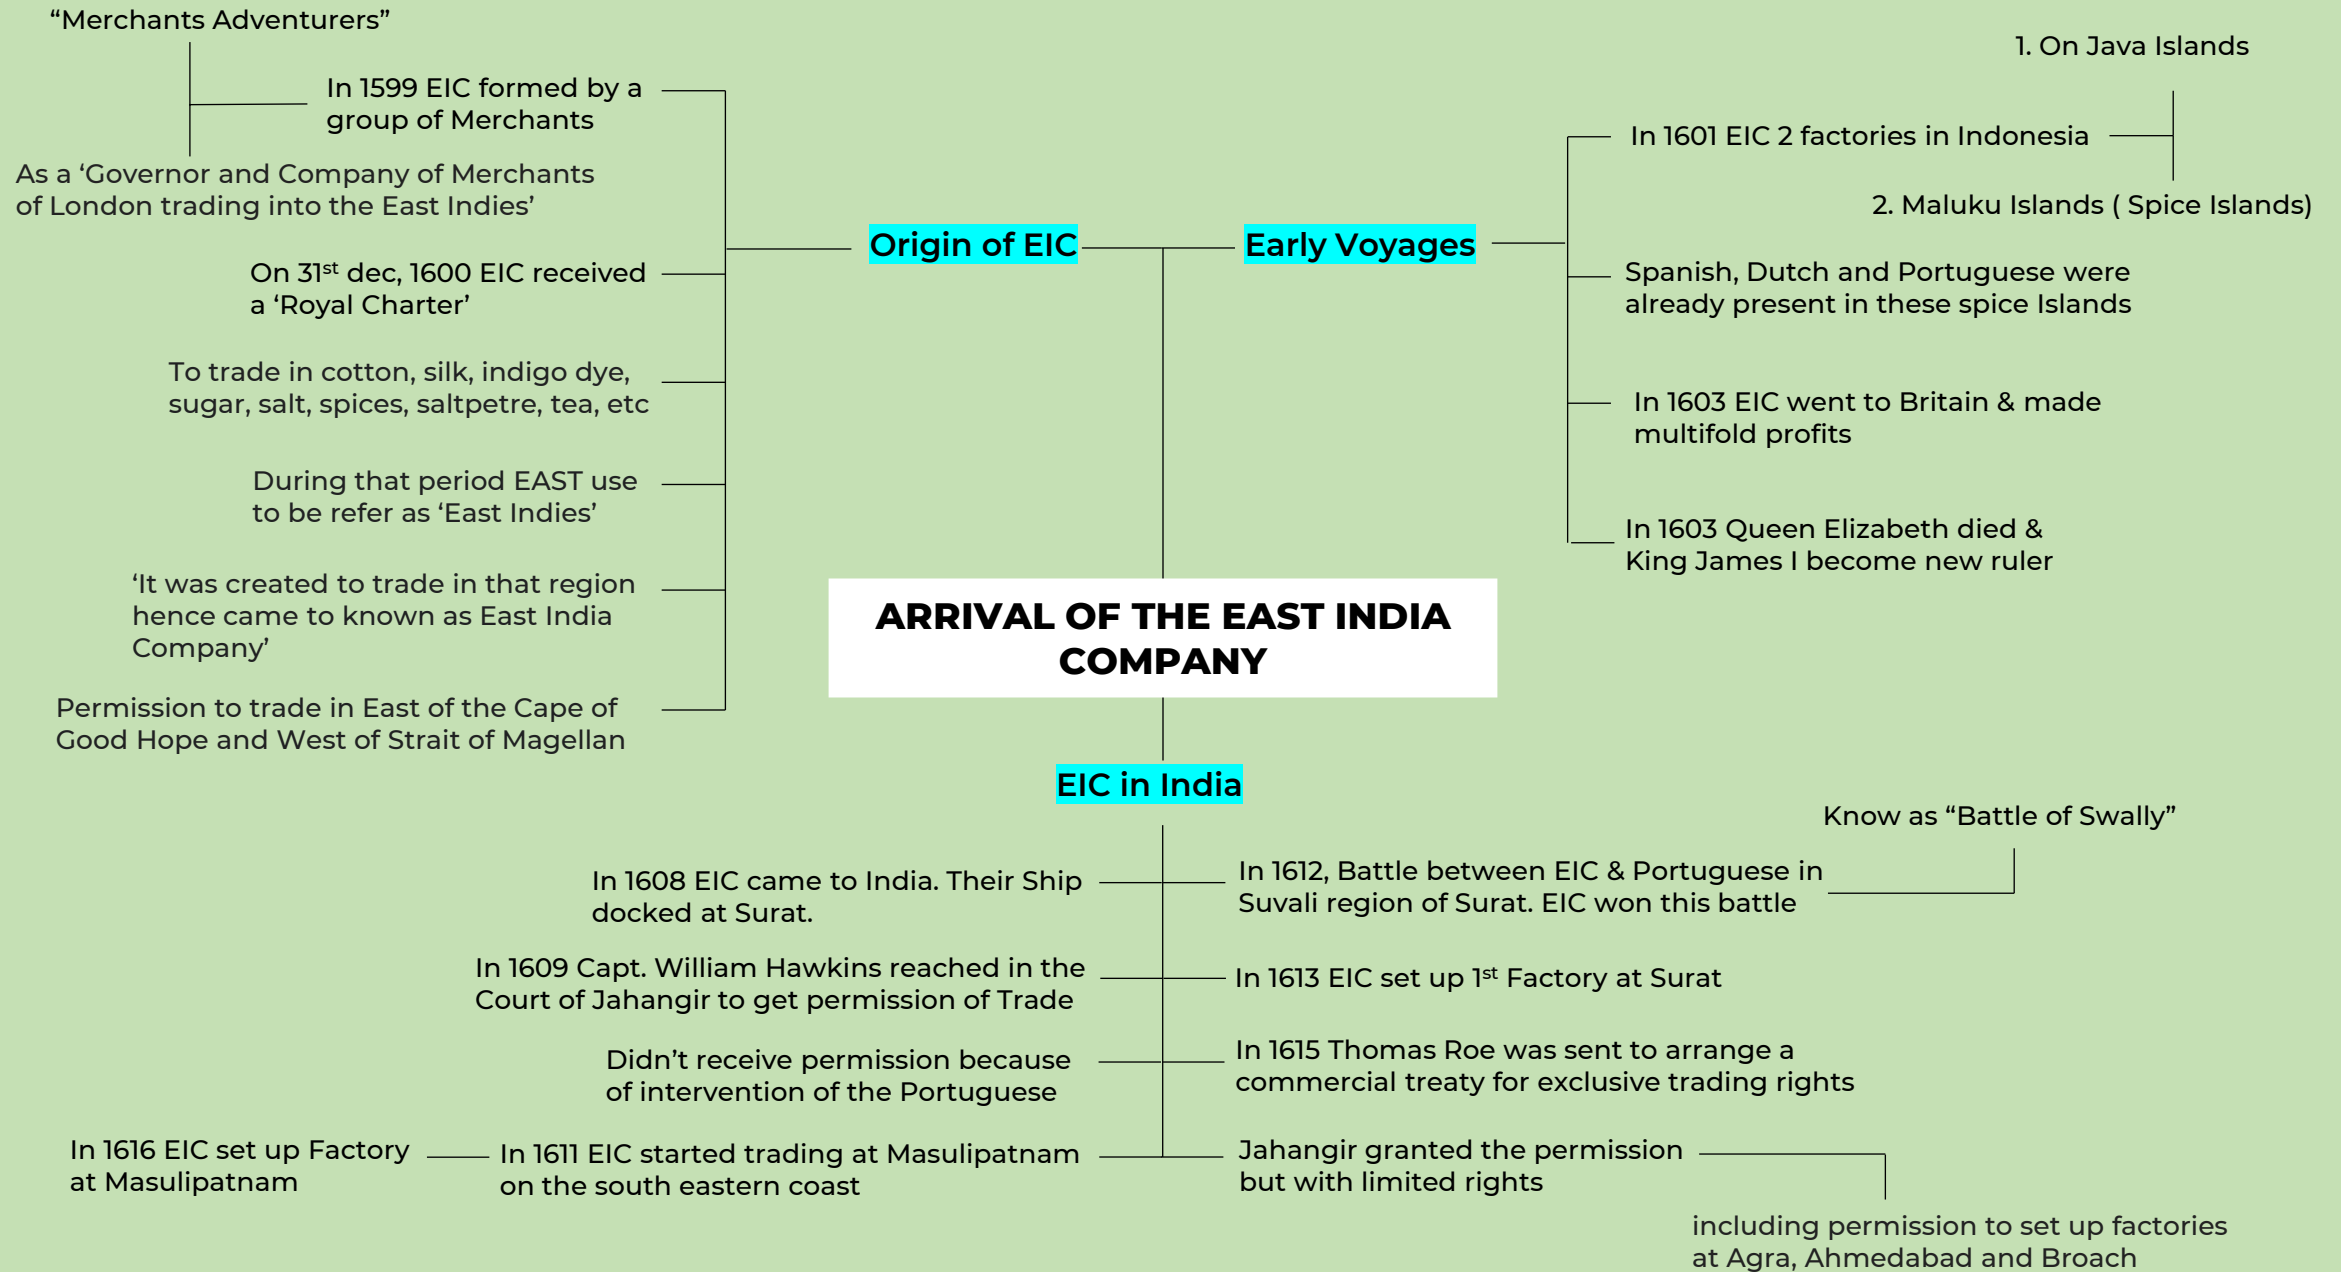 “Merchants Adventurers”
In 1599 EIC formed by a
group of Merchants
As a ‘Governor and Company of Merchants
of London trading into the East Indies’
On 31st dec, 1600 EIC received
a ‘Royal Charter’
To trade in cotton, silk, indigo dye,
sugar, salt, spices, saltpetre, tea, etc
During that period EAST use
to be refer as ‘East Indies’
‘It was created to trade in that region
hence came to known as East India
Company’
Permission to trade in East of the Cape of
Good Hope and West of Strait of Magellan
Origin of EIC
Early Voyages
1. On Java Islands
In 1601 EIC 2 factories in Indonesia
2. Maluku Islands ( Spice Islands)
Spanish, Dutch and Portuguese were
already present in these spice Islands
In 1603 EIC went to Britain & made
multifold profits
In 1603 Queen Elizabeth died &
King James I become new ruler
ARRIVAL OF THE EAST INDIA
COMPANY
EIC in India
In 1608 EIC came to India. Their Ship
docked at Surat.
In 1609 Capt. William Hawkins reached in the
Court of Jahangir to get permission of Trade
Didn’t receive permission because
of intervention of the Portuguese
In 1611 EIC started trading at Masulipatnam
on the south eastern coast
In 1616 EIC set up Factory
at Masulipatnam
Know as “Battle of Swally”
In 1612, Battle between EIC & Portuguese in
Suvali region of Surat. EIC won this battle
In 1613 EIC set up 1st Factory at Surat
In 1615 Thomas Roe was sent to arrange a
commercial treaty for exclusive trading rights
Jahangir granted the permission
but with limited rights
including permission to set up factories
at Agra, Ahmedabad and Broach